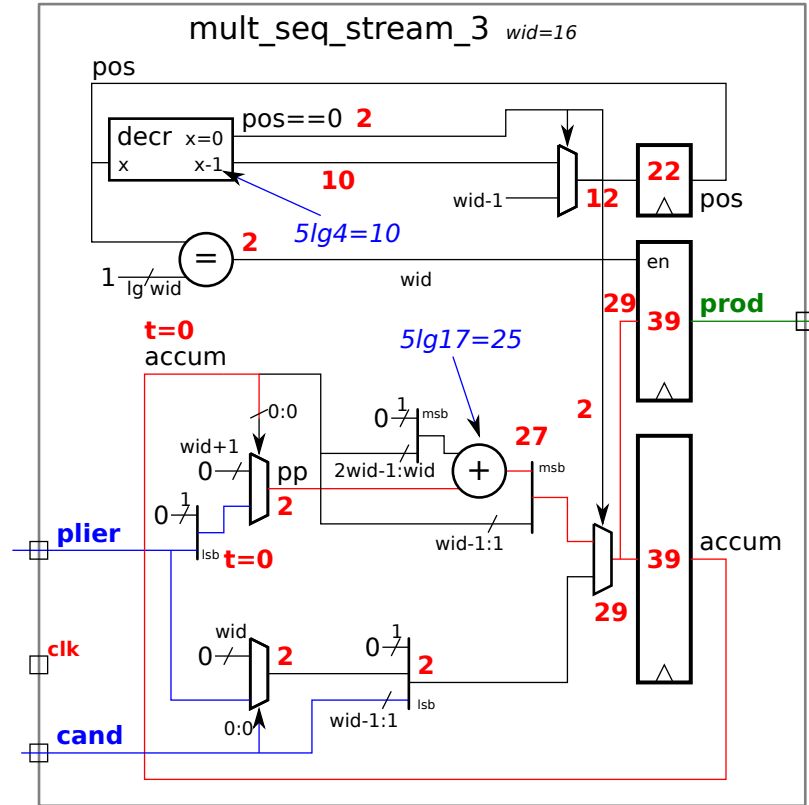 mult_seq_stream_3 wid=16
pos
decr x=0
x x-1
pos==0 2
10
wid-1
12
22
pos
5lg4=10
2
=
1
lg wid
wid
en
29
39
prod
t=0
accum
5lg17=25
0:0
0 1 msb
2
27
wid+1
0
pp
2wid-1:wid
+
msb
2
0 1
lsb
t=0
plier
wid-1:1
39
accum
29
clk
wid
0
2
0 1
2
0:0
wid-1:1
lsb
cand